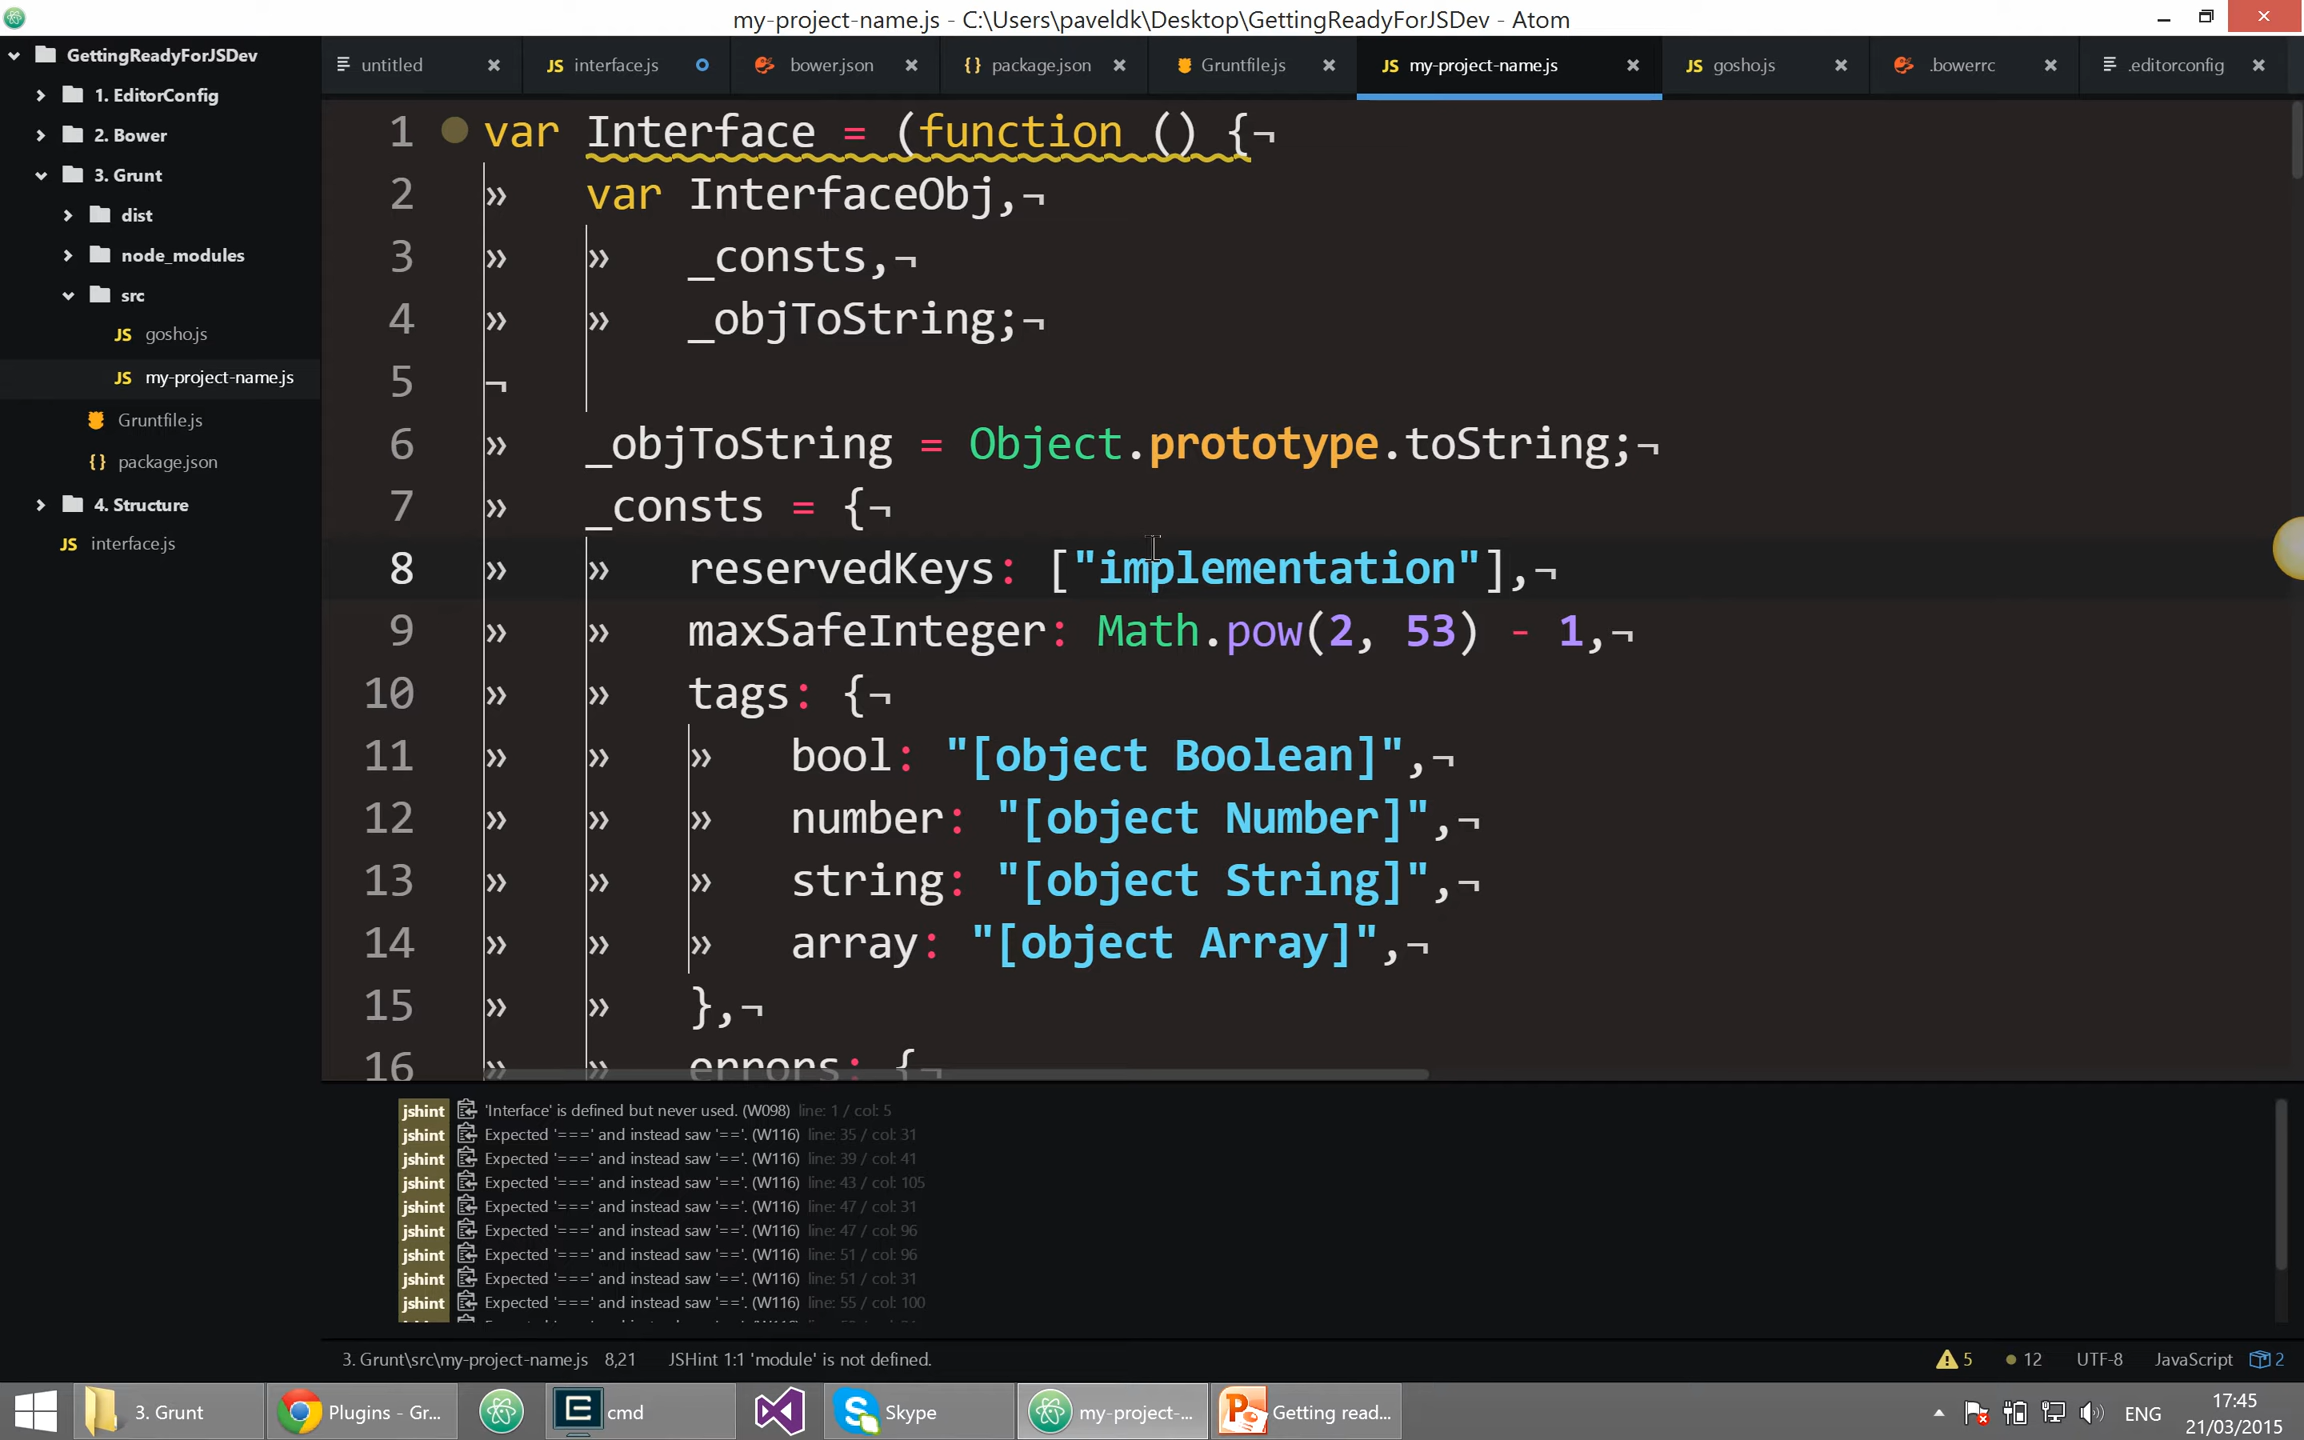 my-project-name.js - C:\Users\paveldk\Desktop\GettingReadyForJSDev - Atom
GettingReadyForJSDev
1. EditorConfig
2. Bower
3. Grunt
dist
node_modules
src
JS gosho.js
JS my-project-name.js
Gruntfile.js
{} package.json
4. Structure
JS interface.js
untitled
JS interface.js
bower.json
{} package.json
Gruntfile.js
JS my-project-name.js
JS gosho.js
.bowerrc
.editorconfig
1 var Interface = (function () {¬
2 » var InterfaceObj,¬
3 » » _consts,¬
4 » » _objToString;¬
5 ¬
6 » _objToString = Object.prototype.toString;¬
7 » _consts = {¬
8 » » reservedKeys: ["implementation"],¬
9 » » maxSafeInteger: Math.pow(2, 53) - 1,¬
10 » » tags: {¬
11 » » » bool: "[object Boolean]",¬
12 » » » number: "[object Number]",¬
13 » » » string: "[object String]",¬
14 » » » array: "[object Array]",¬
15 » » },¬
16 » » errors: {¬
jshint 'Interface' is defined but never used. (W098) line: 1 / col: 5
jshint Expected '===' and instead saw '=='. (W116) line: 35 / col: 31
jshint Expected '===' and instead saw '=='. (W116) line: 39 / col: 41
jshint Expected '===' and instead saw '=='. (W116) line: 43 / col: 105
jshint Expected '===' and instead saw '=='. (W116) line: 47 / col: 31
jshint Expected '===' and instead saw '=='. (W116) line: 47 / col: 96
jshint Expected '===' and instead saw '=='. (W116) line: 51 / col: 96
jshint Expected '===' and instead saw '=='. (W116) line: 51 / col: 31
jshint Expected '===' and instead saw '=='. (W116) line: 55 / col: 100
3. Grunt\src\my-project-name.js 8,21 JSHint 1:1 'module' is not defined. 5 12 UTF-8 JavaScript 2
3. Grunt
Plugins - Gr...
cmd
Skype
my-project-...
Getting read...
ENG
17:45
21/03/2015